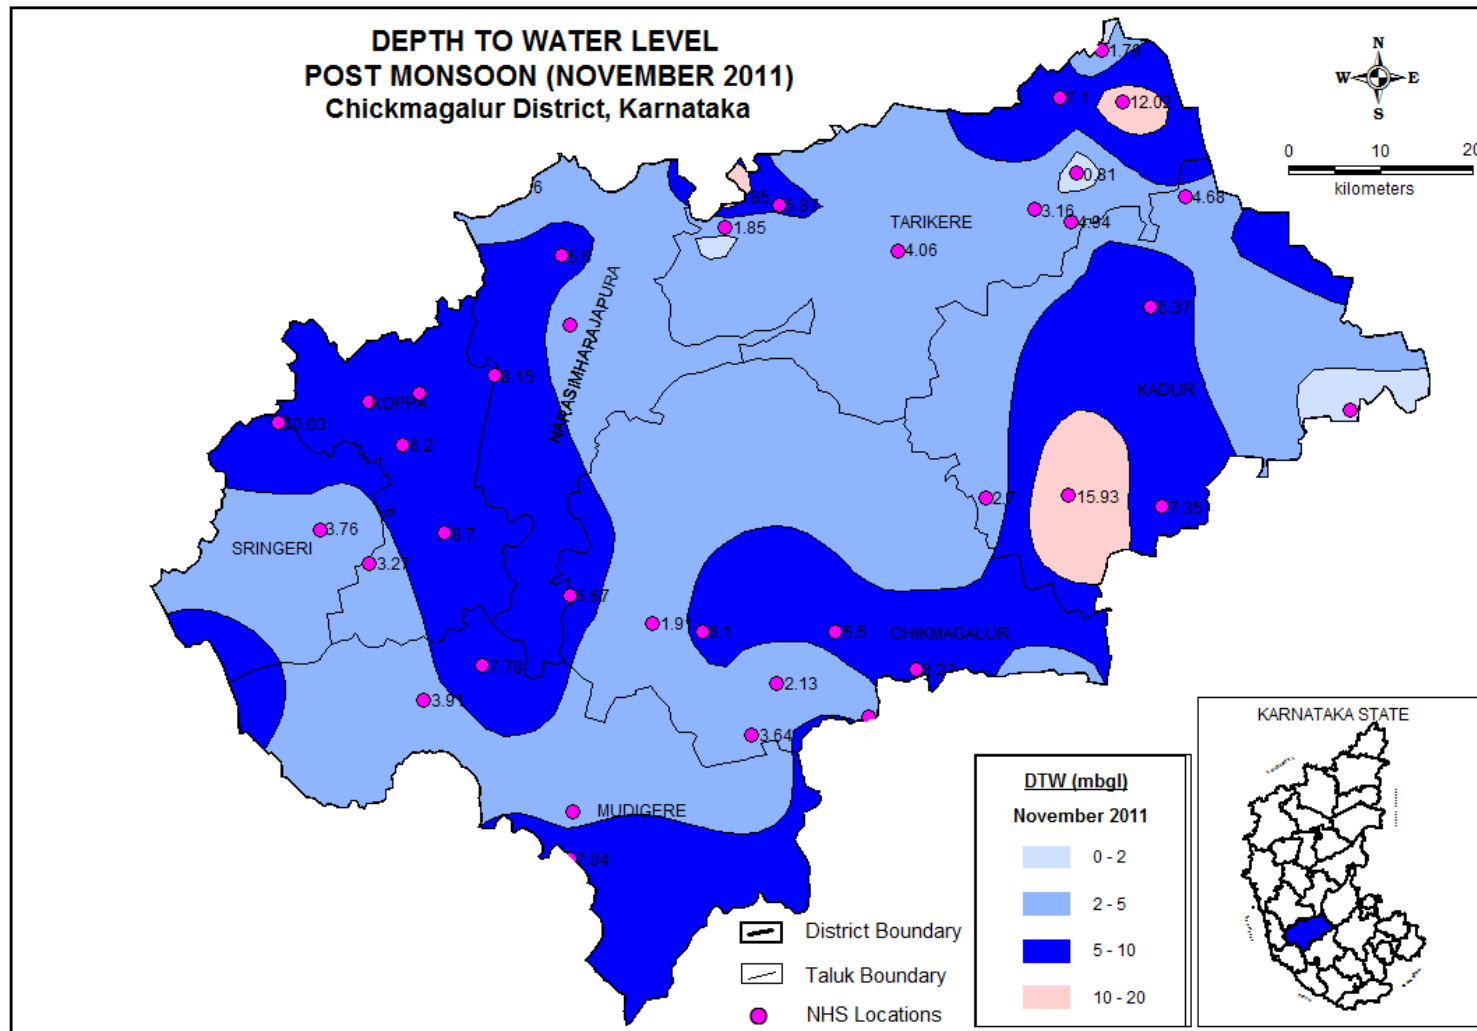 DEPTH TO WATER LEVEL
POST MONSOON (NOVEMBER 2011)
Chickmagalur District, Karnataka
N
W E
S
0 10 20
kilometers
1.79
7.1
12.02
0.81
6
.85
5.87
4.68
3.16
1.85
TARIKERE
4.94
4.06
5.6
NARASIMHARAJAPURA
5.37
8.15
KADUR
KOPPA
10.03
6.2
2.7
15.93
7.35
3.76
8.7
SRINGERI
3.27
6.67
1.91
6.1
5.5
CHIKMAGALUR
7.78
8.27
2.13
3.91
3.64
MUDIGERE
7.04
KARNATAKA STATE
DTW (mbgl)
November 2011
0 - 2
2 - 5
5 - 10
10 - 20
District Boundary
Taluk Boundary
NHS Locations